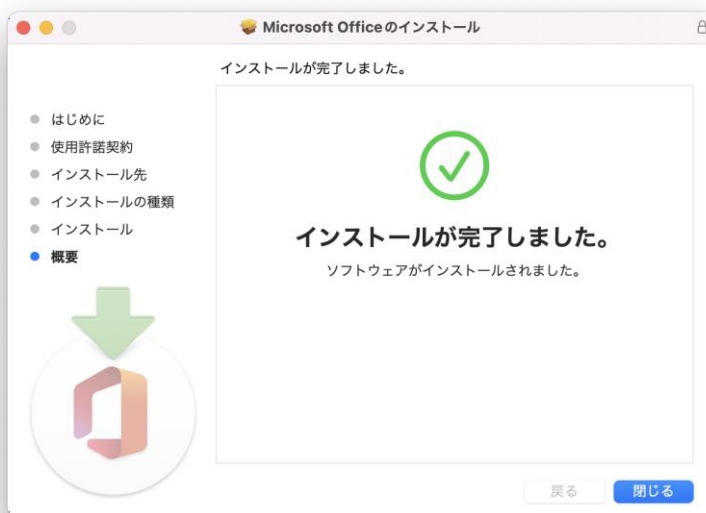 Microsoft Officeのインストール
インストールが完了しました。
はじめに
使用許諾契約
インストール先
インストールの種類
インストール
概要
インストールが完了しました。
ソフトウェアがインストールされました。
戻る
閉じる